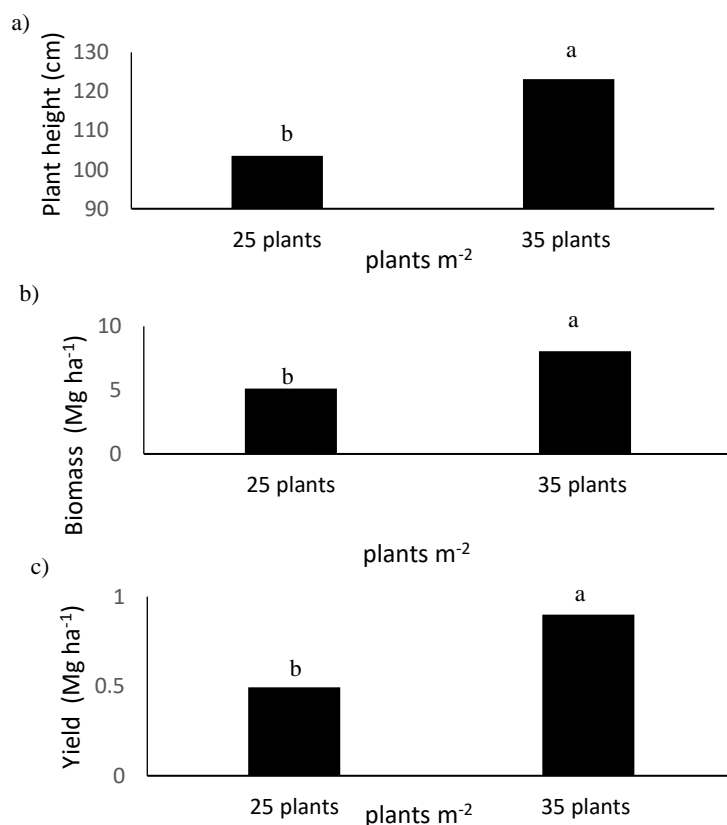 a)
Plant height (cm)
130
120
110
100
90
b
a
25 plants
35 plants
plants m⁻²
b)
Biomass (Mg ha⁻¹)
10
5
0
b
a
25 plants
35 plants
plants m⁻²
c)
Yield (Mg ha⁻¹)
1
0.5
0
b
a
25 plants
35 plants
plants m⁻²